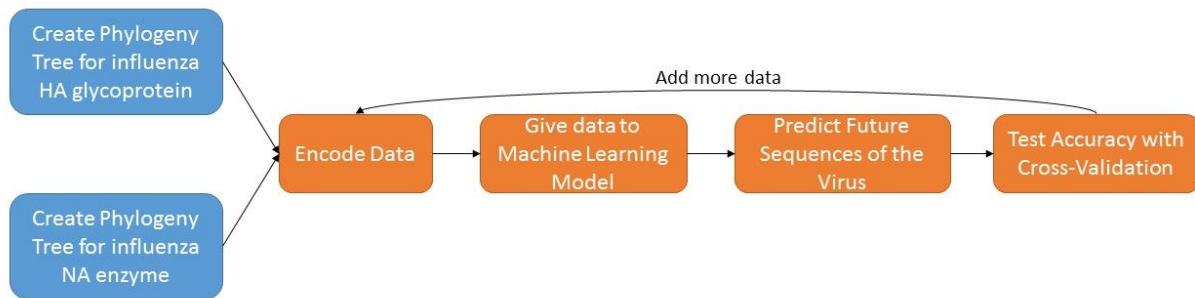 Create Phylogeny
Tree for influenza
HA glycoprotein
Add more data
Encode Data
Give data to
Machine Learning
Model
Predict Future
Sequences of the
Virus
Test Accuracy with
Cross-Validation
Create Phylogeny
Tree for influenza
NA enzyme